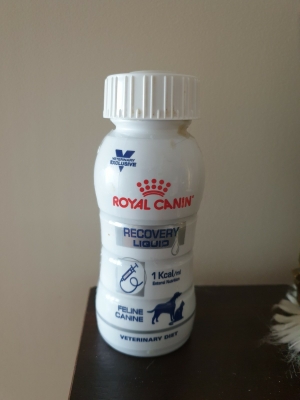 VETERINARY
EXCLUSIVE
ROYAL CANIN
RECOVERY
LIQUID
1 Kcal/ml
FELINE
CANINE
VETERINARY DIET